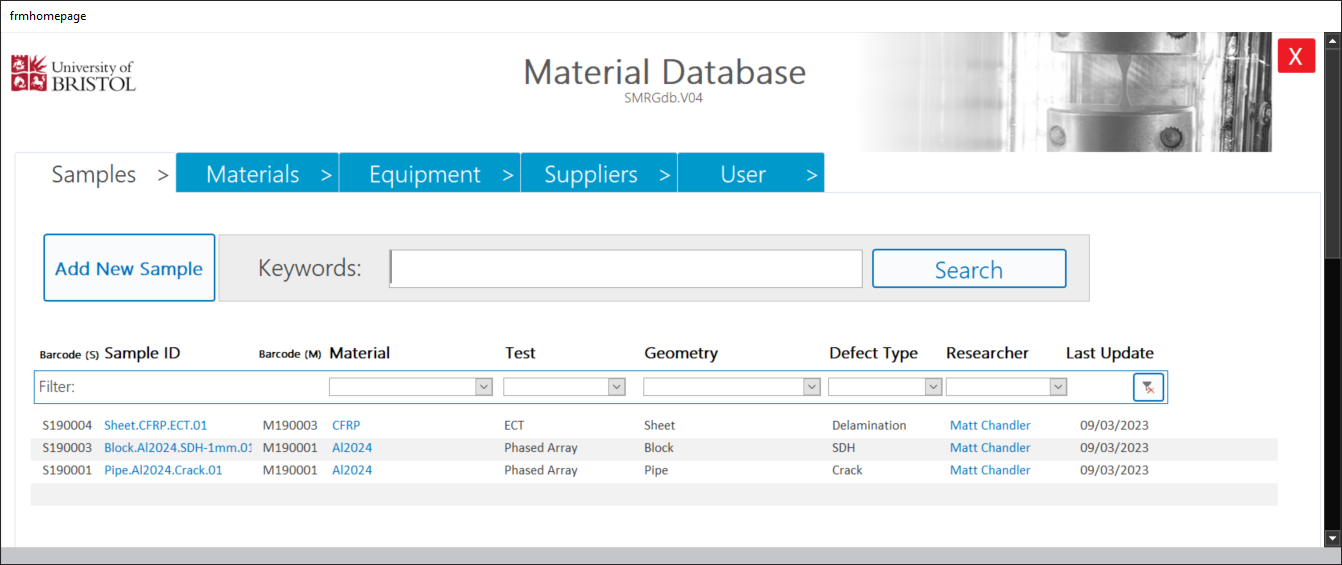 frmhomepage
University of
BRISTOL
Material Database
SMRGdb.V04
X
Samples > Materials > Equipment > Suppliers > User >
Add New Sample Keywords: Search
Barcode (S) Sample ID Barcode (M) Material Test Geometry Defect Type Researcher Last Update
Filter:
S190004 Sheet.CFRP.ECT.01 M190003 CFRP ECT Sheet Delamination Matt Chandler 09/03/2023
S190003 Block.Al2024.SDH-1mm.01 M190001 Al2024 Phased Array Block SDH Matt Chandler 09/03/2023
S190001 Pipe.Al2024.Crack.01 M190001 Al2024 Phased Array Pipe Crack Matt Chandler 09/03/2023